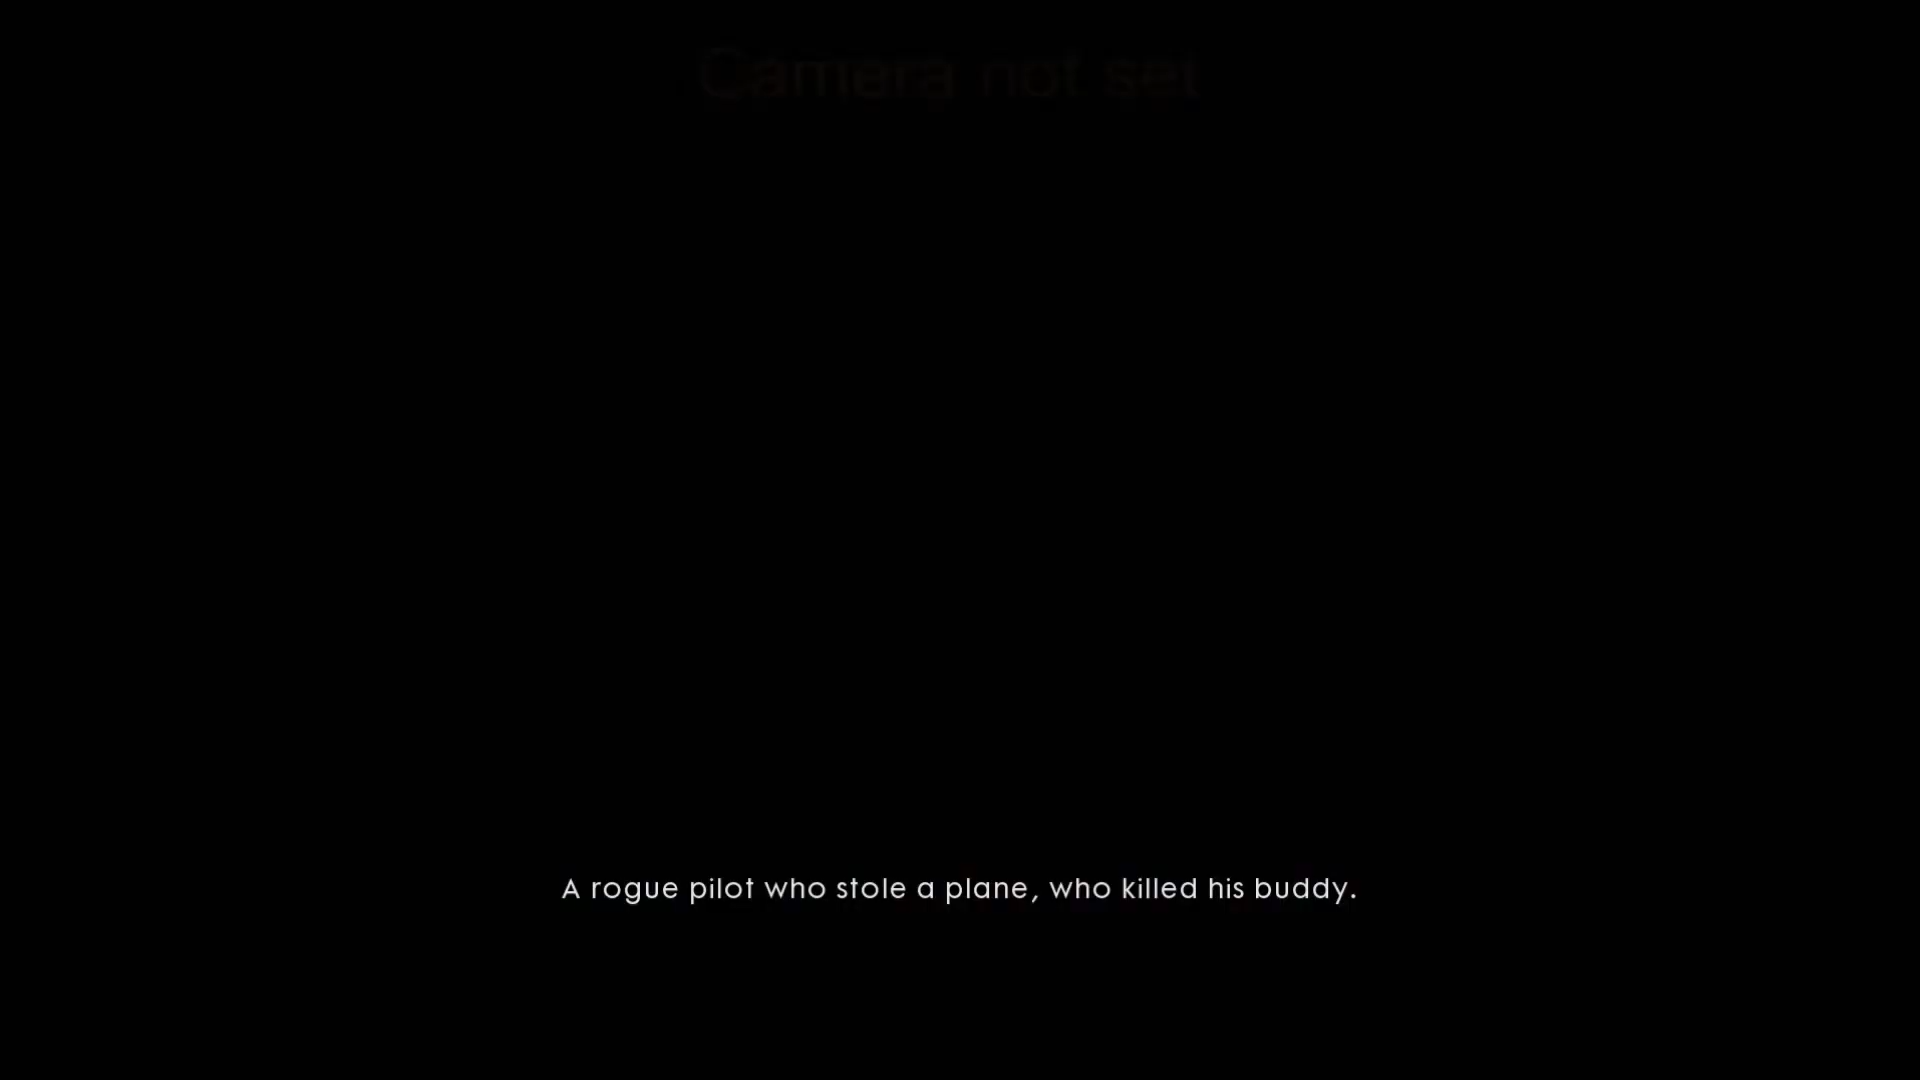 Camera not set
A rogue pilot who stole a plane, who killed his buddy.